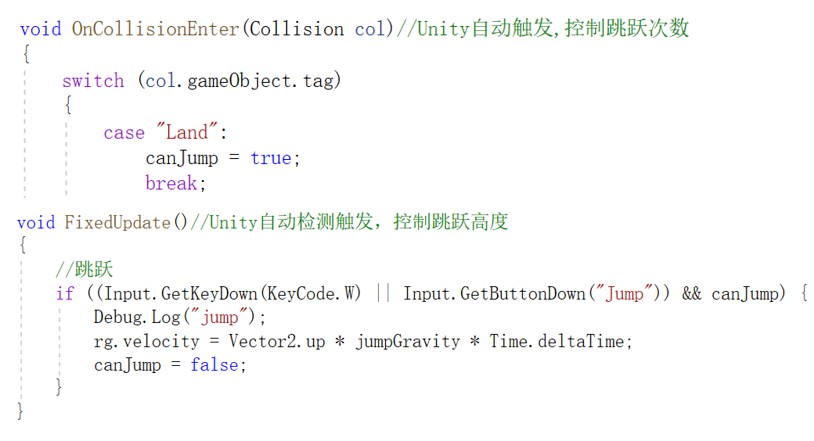 void OnCollisionEnter(Collision col)//Unity自动触发,控制跳跃次数
{
switch (col.gameObject.tag)
{
case "Land":
canJump = true;
break;
void FixedUpdate()//Unity自动检测触发，控制跳跃高度
{
//跳跃
if ((Input.GetKeyDown(KeyCode.W) || Input.GetButtonDown("Jump")) && canJump) {
Debug.Log("jump");
rg.velocity = Vector2.up * jumpGravity * Time.deltaTime;
canJump = false;
}
}